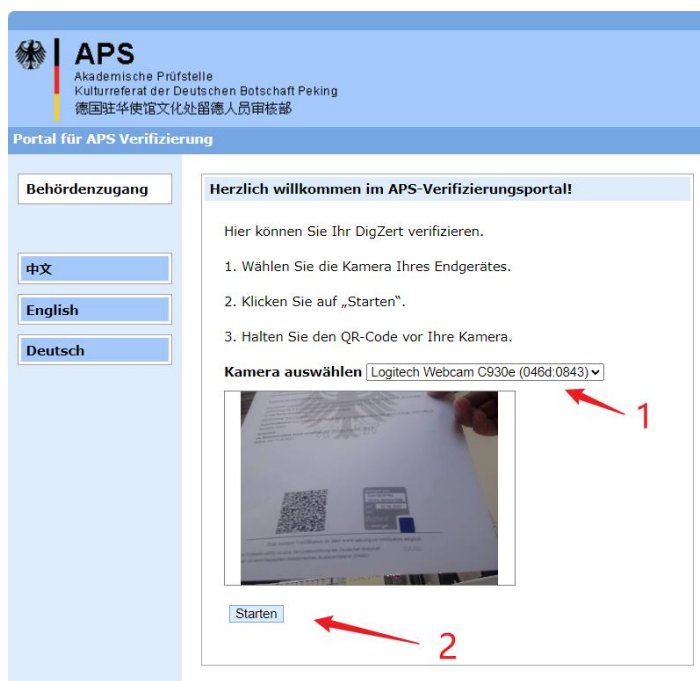 APS
Akademische Prüfstelle
Kulturreferat der Deutschen Botschaft Peking
德国驻华使馆文化处留德人员审核部
Portal für APS Verifizierung
Behördenzugang
中文
English
Deutsch
Herzlich willkommen im APS-Verifizierungsportal!
Hier können Sie Ihr DigZert verifizieren.
1. Wählen Sie die Kamera Ihres Endgerätes.
2. Klicken Sie auf „Starten“.
3. Halten Sie den QR-Code vor Ihre Kamera.
Kamera auswählen Logitech Webcam C930e (046d:0843)
1
Starten
2